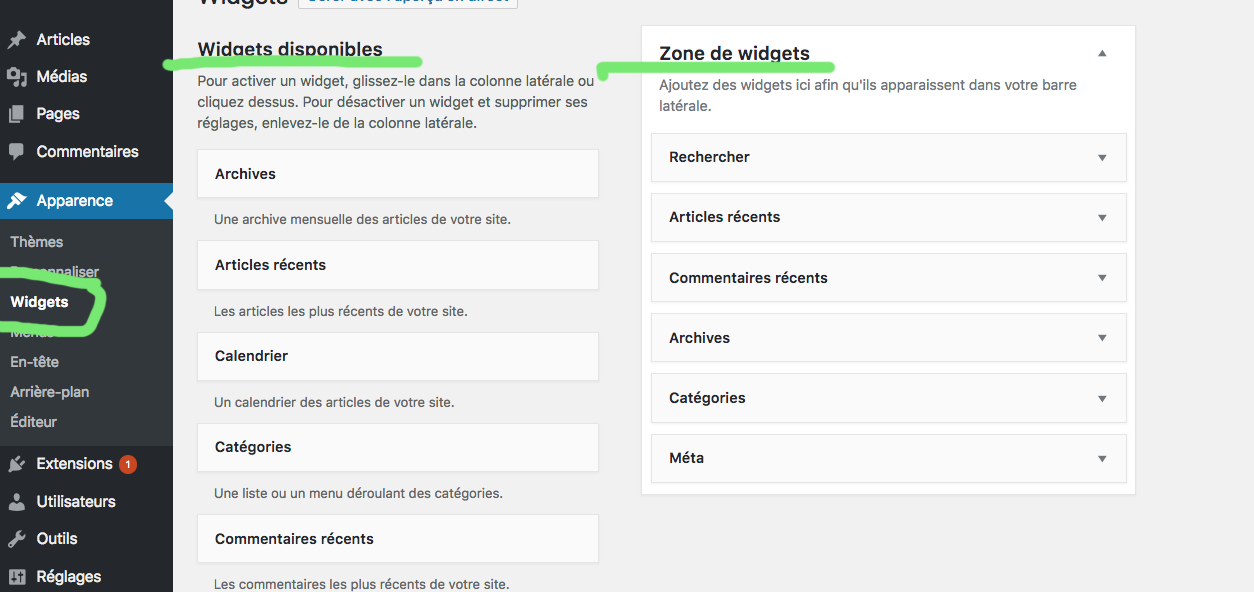 Articles
Médias
Pages
Commentaires
Apparence
Thèmes
Personnaliser
Widgets
Menus
En-tête
Arrière-plan
Éditeur
Extensions 1
Utilisateurs
Outils
Réglages
Widgets
Gérer avec l'aperçu en direct
Widgets disponibles
Pour activer un widget, glissez-le dans la colonne latérale ou
cliquez dessus. Pour désactiver un widget et supprimer ses
réglages, enlevez-le de la colonne latérale.
Archives
Une archive mensuelle des articles de votre site.
Articles récents
Les articles les plus récents de votre site.
Calendrier
Un calendrier des articles de votre site.
Catégories
Une liste ou un menu déroulant des catégories.
Commentaires récents
Les commentaires les plus récents de votre site.
Zone de widgets
Ajoutez des widgets ici afin qu'ils apparaissent dans votre barre
latérale.
Rechercher
Articles récents
Commentaires récents
Archives
Catégories
Méta